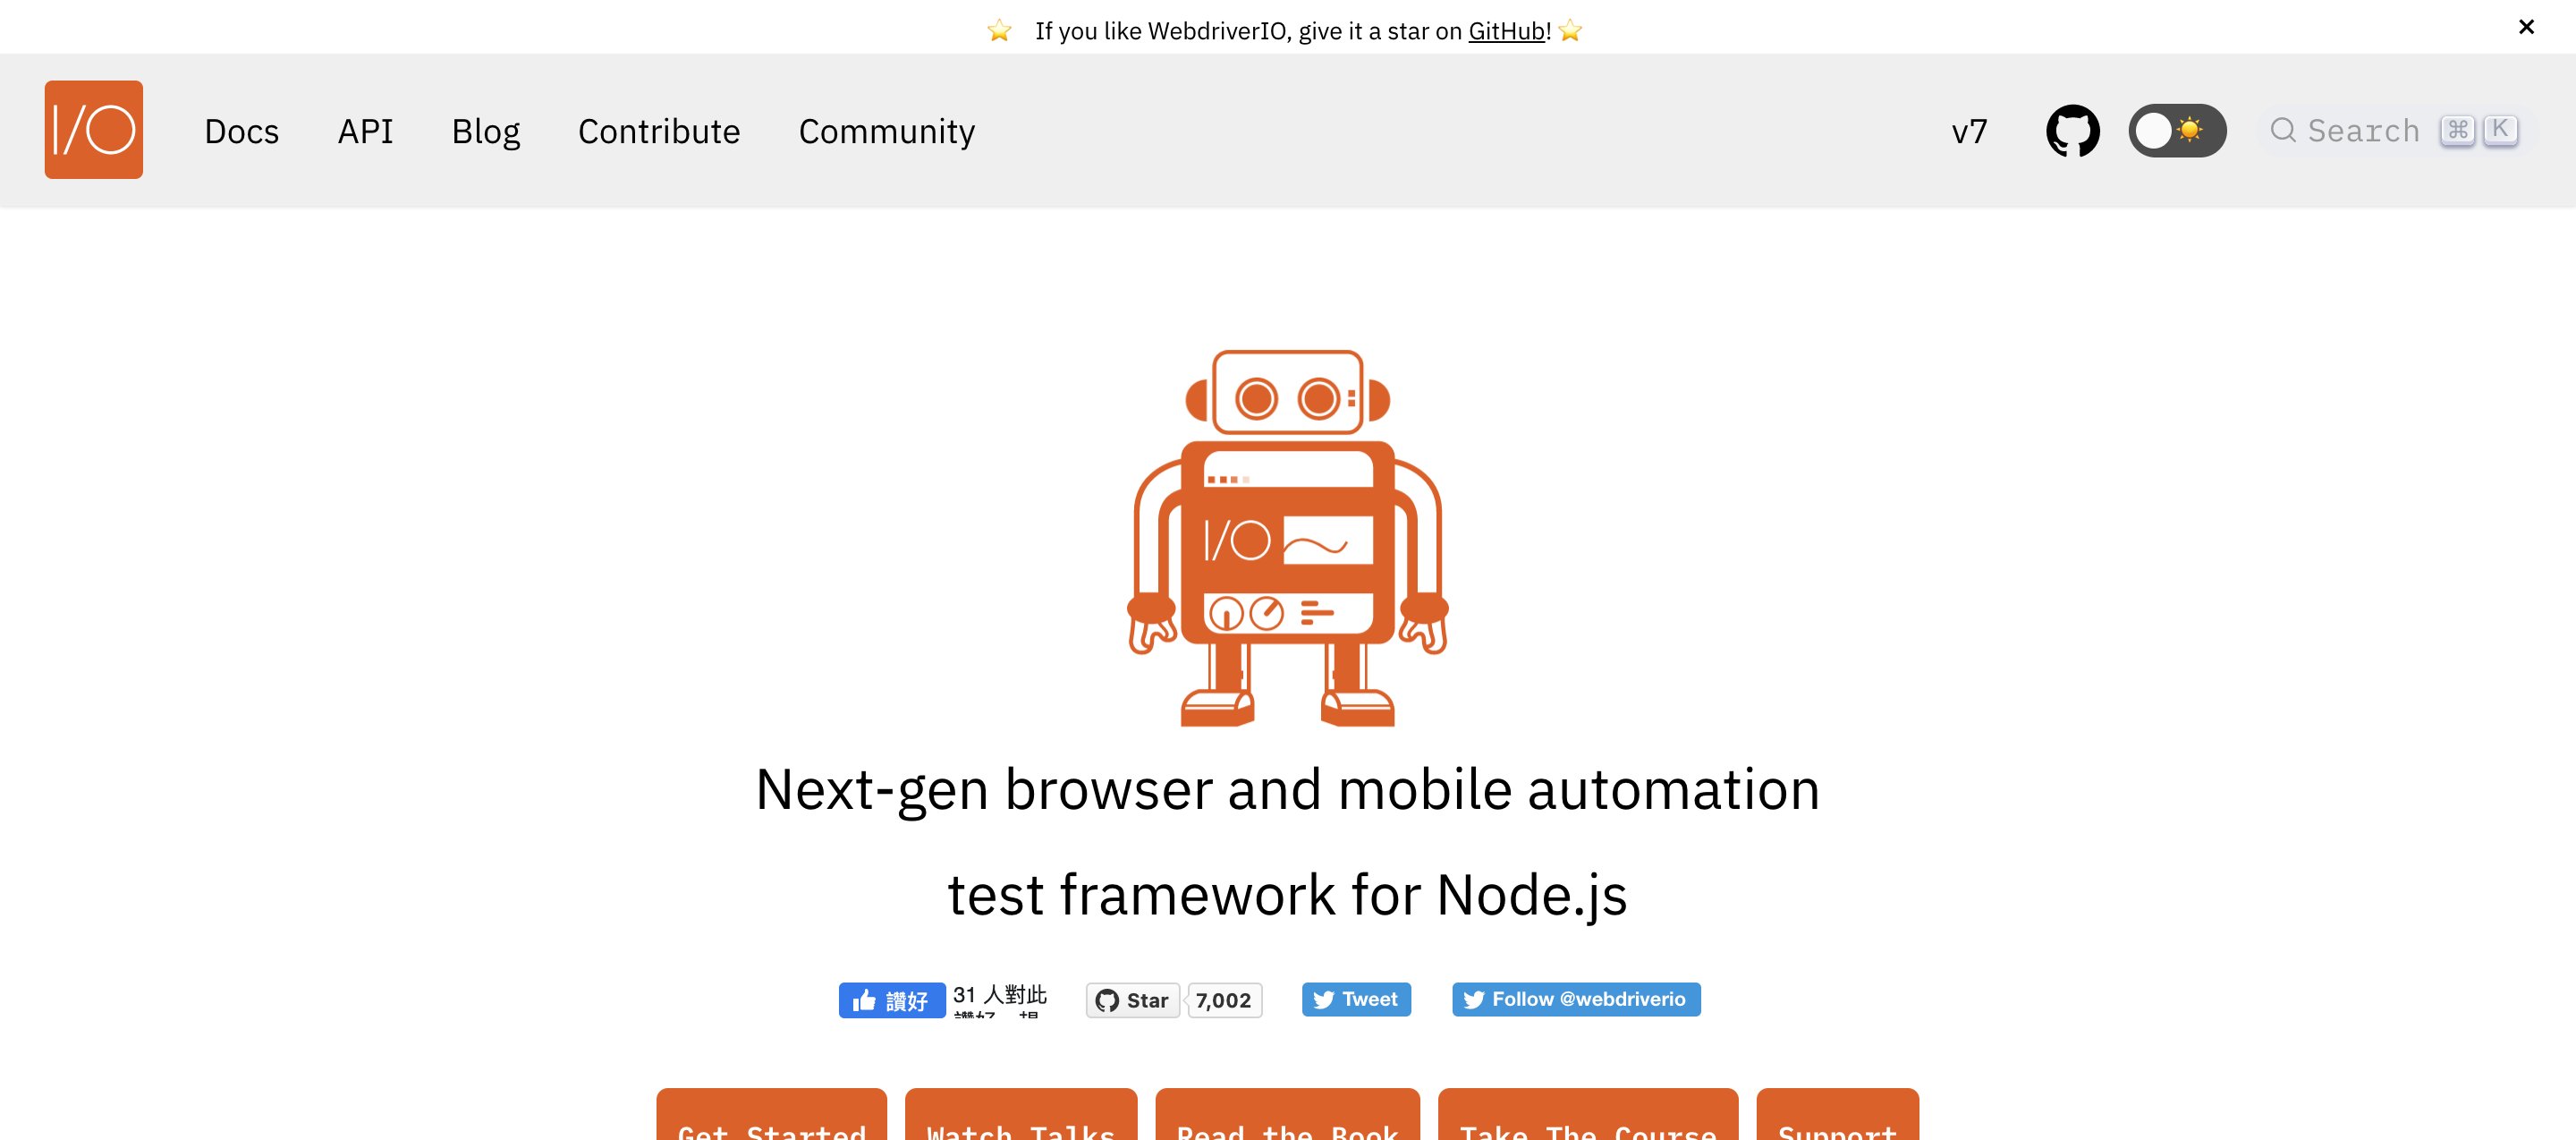 ⭐ If you like WebdriverIO, give it a star on GitHub! ⭐ ×
I/O Docs API Blog Contribute Community v7 Search ⌘ K
I/O
Next-gen browser and mobile automation
test framework for Node.js
讚好 31 人對此 Star 7,002 Tweet Follow @webdriverio
Get Started Watch Talks Read the Book Take The Course Support